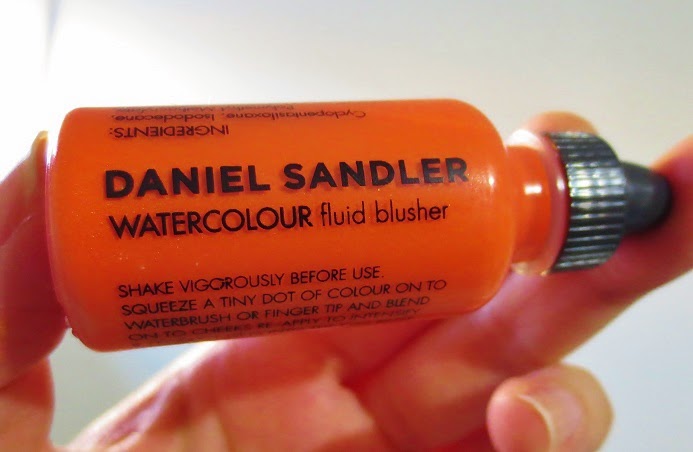 DANIEL SANDLER
WATERCOLOUR fluid blusher
SHAKE VIGOROUSLY BEFORE USE.
SQUEEZE A TINY DOT OF COLOUR ON TO
WATERBRUSH OR FINGER TIP AND BLEND
ON TO CHEEKS. RE-APPLY TO INTENSIFY
INGREDIENTS:
Cyclopentasiloxane, Isododecane,